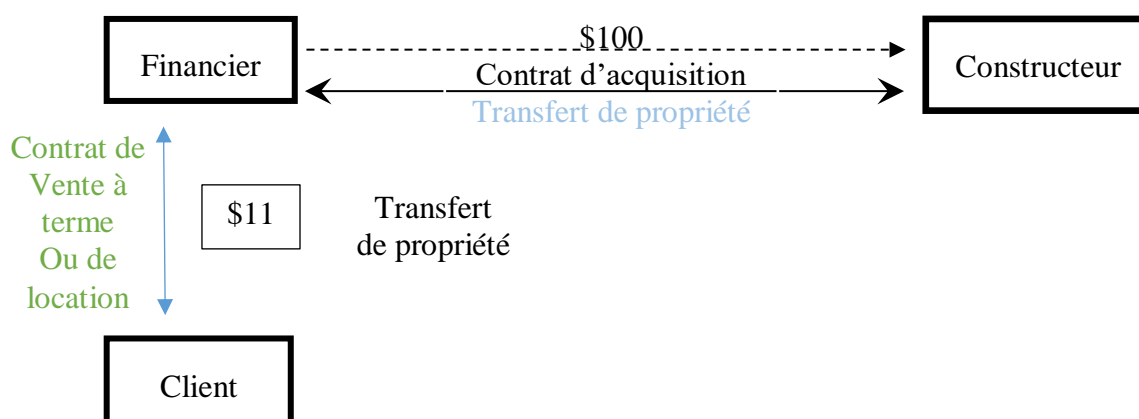 Financier
$100
Contrat d’acquisition
Transfert de propriété
Constructeur
Contrat de
Vente à
terme
Ou de
location
$11
Transfert
de propriété
Client